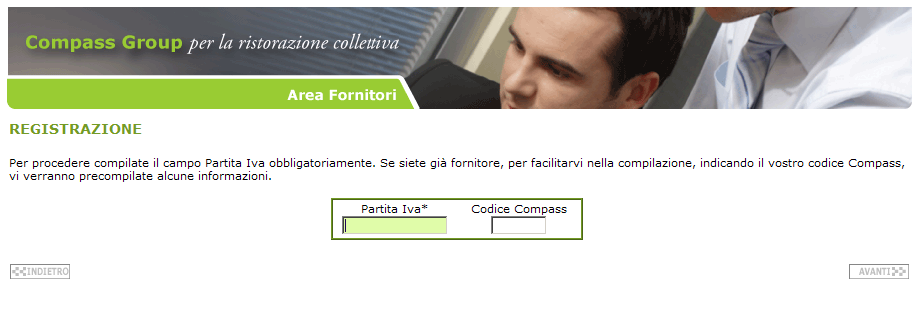 Compass Group per la ristorazione collettiva
Area Fornitori
REGISTRAZIONE
Per procedere compilate il campo Partita Iva obbligatoriamente. Se siete già fornitore, per facilitarvi nella compilazione, indicando il vostro codice Compass,
vi verranno precompilate alcune informazioni.
Partita Iva* Codice Compass
INDIETRO AVANTI